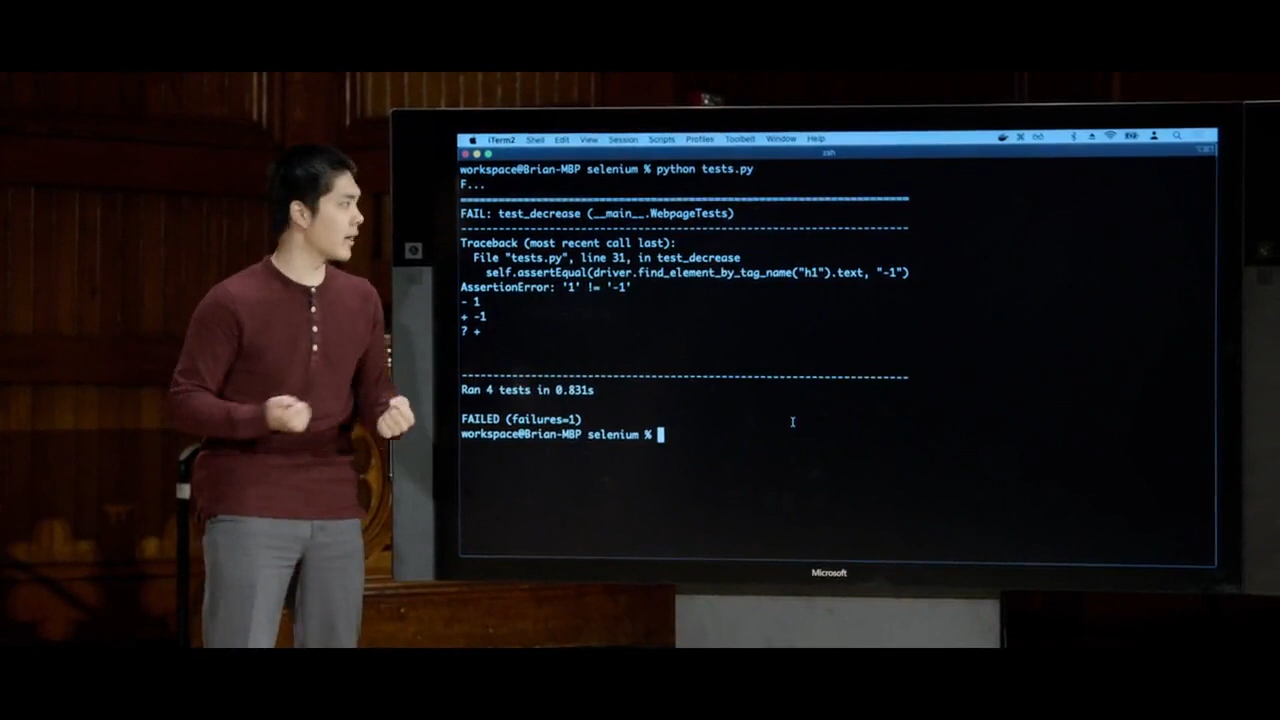 iTerm2 Shell Edit View Session Scripts Profiles Toolbelt Window Help
zsh
workspace@Brian-MBP selenium % python tests.py
F...
======================================================================
FAIL: test_decrease (__main__.WebpageTests)
----------------------------------------------------------------------
Traceback (most recent call last):
File "tests.py", line 31, in test_decrease
self.assertEqual(driver.find_element_by_tag_name("h1").text, "-1")
AssertionError: '1' != '-1'
- 1
+ -1
? +
----------------------------------------------------------------------
Ran 4 tests in 0.831s
FAILED (failures=1)
workspace@Brian-MBP selenium %
Microsoft